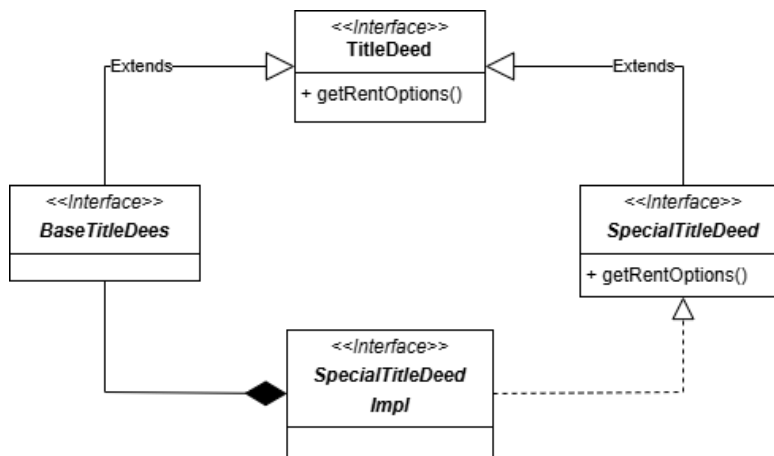 <<Interface>>
TitleDeed
+ getRentOptions()
Extends
Extends
<<Interface>>
BaseTitleDees
<<Interface>>
SpecialTitleDeed
+ getRentOptions()
<<Interface>>
SpecialTitleDeed
Impl